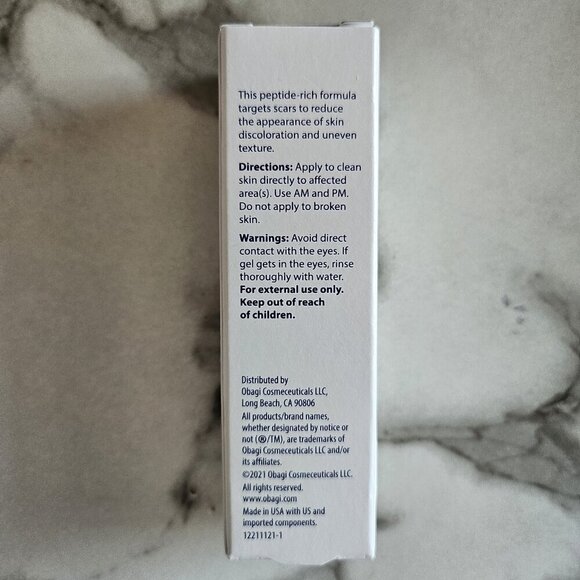 This peptide-rich formula
targets scars to reduce
the appearance of skin
discoloration and uneven
texture.
Directions: Apply to clean
skin directly to affected
area(s). Use AM and PM.
Do not apply to broken
skin.
Warnings: Avoid direct
contact with the eyes. If
gel gets in the eyes, rinse
thoroughly with water.
For external use only.
Keep out of reach
of children.
Distributed by
Obagi Cosmeceuticals LLC,
Long Beach, CA 90806
All products/brand names,
whether designated by notice or
not (®/TM), are trademarks of
Obagi Cosmeceuticals LLC and/or
its affiliates.
©2021 Obagi Cosmeceuticals LLC.
All rights reserved.
www.obagi.com
Made in USA with US and
imported components.
12211121-1